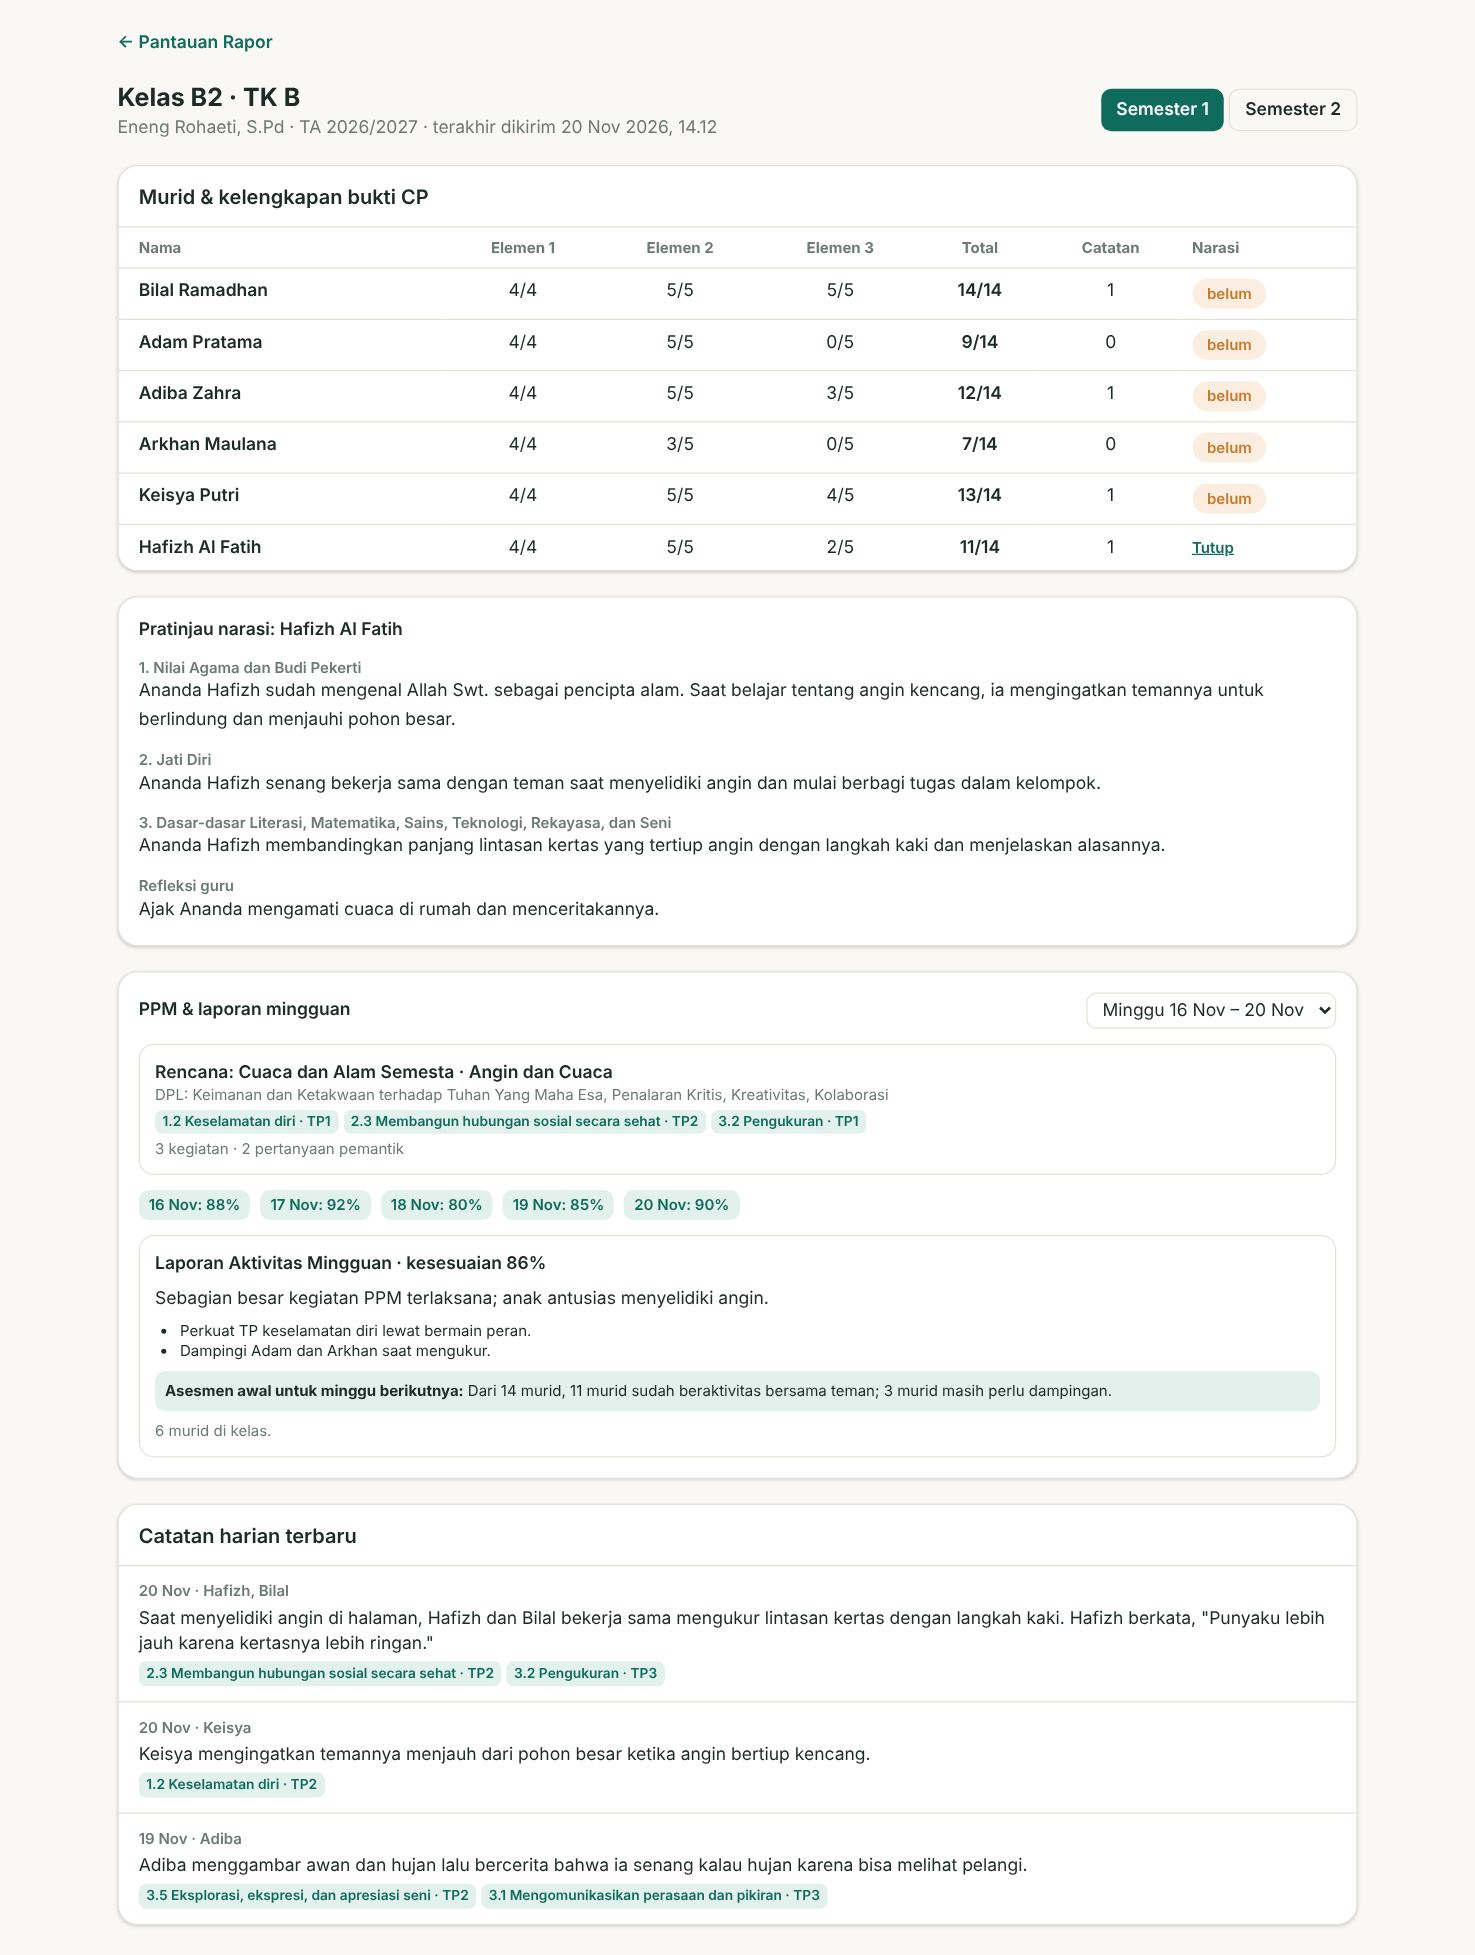 ← Pantauan Rapor
Kelas B2 · TK B
Eneng Rohaeti, S.Pd · TA 2026/2027 · terakhir dikirim 20 Nov 2026, 14.12
Semester 1
Semester 2
Murid & kelengkapan bukti CP
Nama Elemen 1 Elemen 2 Elemen 3 Total Catatan Narasi
Bilal Ramadhan 4/4 5/5 5/5 14/14 1 belum
Adam Pratama 4/4 5/5 0/5 9/14 0 belum
Adiba Zahra 4/4 5/5 3/5 12/14 1 belum
Arkhan Maulana 4/4 3/5 0/5 7/14 0 belum
Keisya Putri 4/4 5/5 4/5 13/14 1 belum
Hafizh Al Fatih 4/4 5/5 2/5 11/14 1 Tutup
Pratinjau narasi: Hafizh Al Fatih
1. Nilai Agama dan Budi Pekerti
Ananda Hafizh sudah mengenal Allah Swt. sebagai pencipta alam. Saat belajar tentang angin kencang, ia mengingatkan temannya untuk
berlindung dan menjauhi pohon besar.
2. Jati Diri
Ananda Hafizh senang bekerja sama dengan teman saat menyelidiki angin dan mulai berbagi tugas dalam kelompok.
3. Dasar-dasar Literasi, Matematika, Sains, Teknologi, Rekayasa, dan Seni
Ananda Hafizh membandingkan panjang lintasan kertas yang tertiup angin dengan langkah kaki dan menjelaskan alasannya.
Refleksi guru
Ajak Ananda mengamati cuaca di rumah dan menceritakannya.
PPM & laporan mingguan
Minggu 16 Nov – 20 Nov
Rencana: Cuaca dan Alam Semesta · Angin dan Cuaca
DPL: Keimanan dan Ketakwaan terhadap Tuhan Yang Maha Esa, Penalaran Kritis, Kreativitas, Kolaborasi
1.2 Keselamatan diri · TP1 2.3 Membangun hubungan sosial secara sehat · TP2 3.2 Pengukuran · TP1
3 kegiatan · 2 pertanyaan pemantik
16 Nov: 88% 17 Nov: 92% 18 Nov: 80% 19 Nov: 85% 20 Nov: 90%
Laporan Aktivitas Mingguan · kesesuaian 86%
Sebagian besar kegiatan PPM terlaksana; anak antusias menyelidiki angin.
• Perkuat TP keselamatan diri lewat bermain peran.
• Dampingi Adam dan Arkhan saat mengukur.
Asesmen awal untuk minggu berikutnya: Dari 14 murid, 11 murid sudah beraktivitas bersama teman; 3 murid masih perlu dampingan.
6 murid di kelas.
Catatan harian terbaru
20 Nov · Hafizh, Bilal
Saat menyelidiki angin di halaman, Hafizh dan Bilal bekerja sama mengukur lintasan kertas dengan langkah kaki. Hafizh berkata, "Punyaku lebih
jauh karena kertasnya lebih ringan."
2.3 Membangun hubungan sosial secara sehat · TP2 3.2 Pengukuran · TP3
20 Nov · Keisya
Keisya mengingatkan temannya menjauh dari pohon besar ketika angin bertiup kencang.
1.2 Keselamatan diri · TP2
19 Nov · Adiba
Adiba menggambar awan dan hujan lalu bercerita bahwa ia senang kalau hujan karena bisa melihat pelangi.
3.5 Eksplorasi, ekspresi, dan apresiasi seni · TP2 3.1 Mengomunikasikan perasaan dan pikiran · TP3